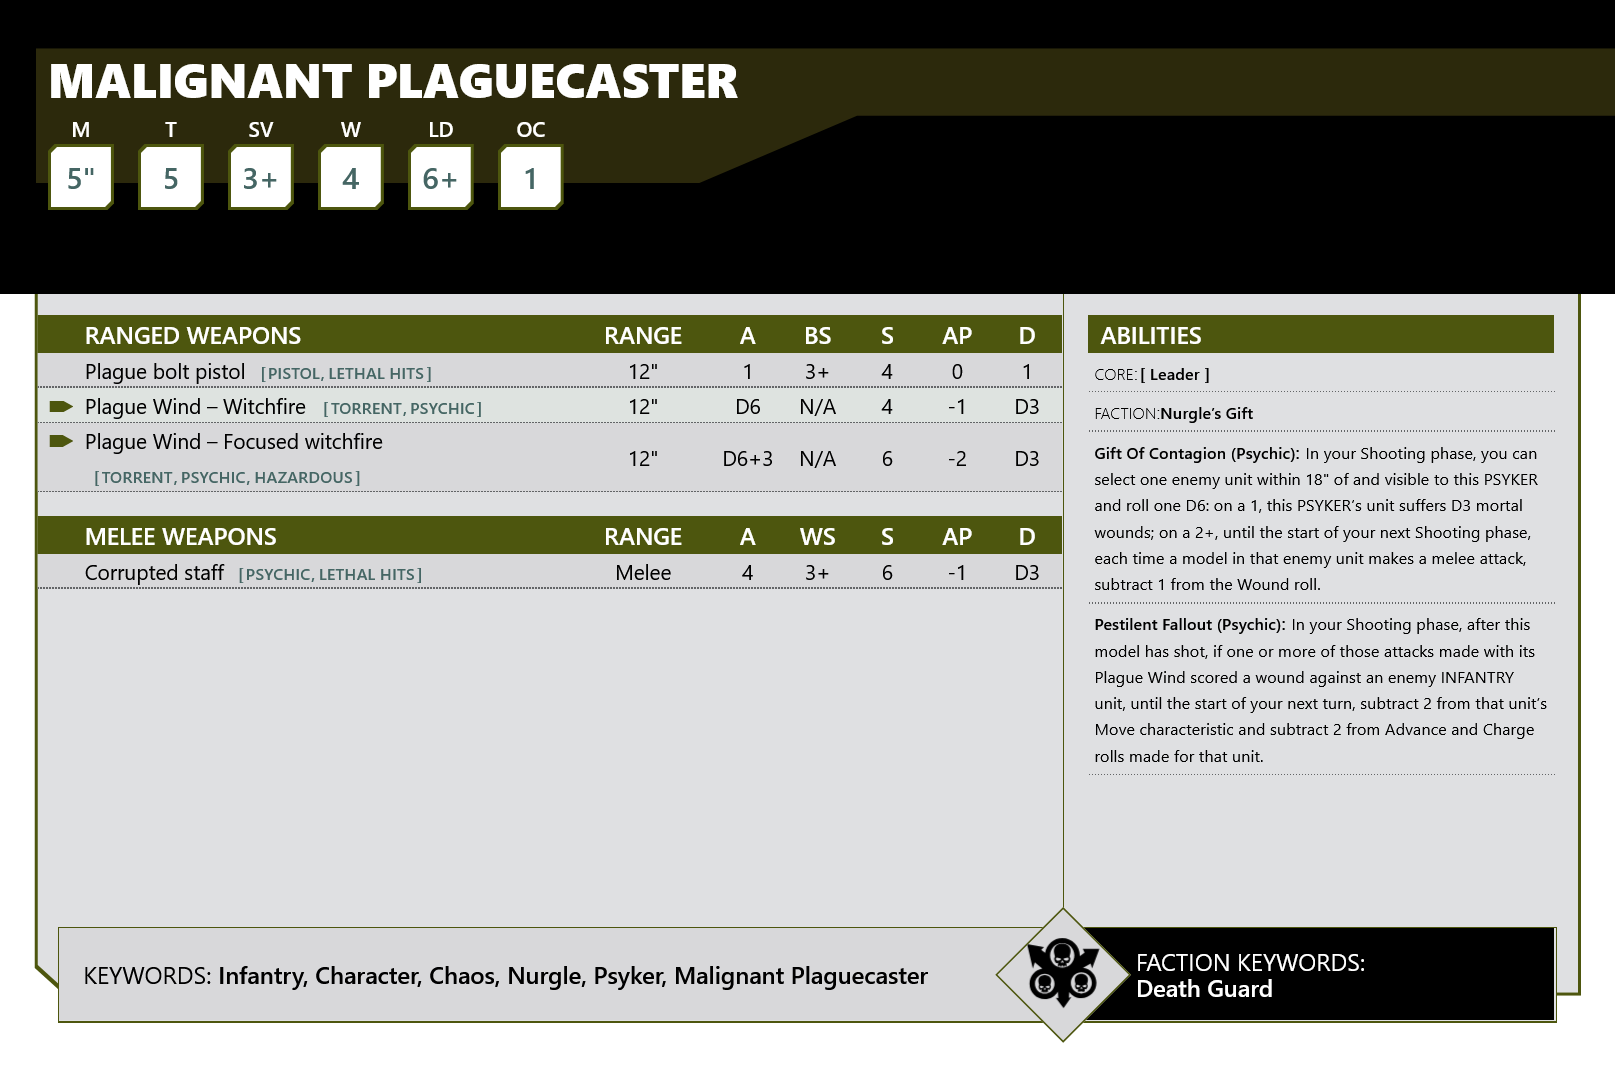 MALIGNANT PLAGUECASTER
M T SV W LD OC
5" 5 3+ 4 6+ 1
RANGED WEAPONS RANGE A BS S AP D
Plague bolt pistol [PISTOL, LETHAL HITS] 12" 1 3+ 4 0 1
Plague Wind – Witchfire [TORRENT, PSYCHIC] 12" D6 N/A 4 -1 D3
Plague Wind – Focused witchfire
[TORRENT, PSYCHIC, HAZARDOUS] 12" D6+3 N/A 6 -2 D3
MELEE WEAPONS RANGE A WS S AP D
Corrupted staff [PSYCHIC, LETHAL HITS] Melee 4 3+ 6 -1 D3
ABILITIES
CORE: [ Leader ]
FACTION:Nurgle’s Gift
Gift Of Contagion (Psychic): In your Shooting phase, you can
select one enemy unit within 18" of and visible to this PSYKER
and roll one D6: on a 1, this PSYKER’s unit suffers D3 mortal
wounds; on a 2+, until the start of your next Shooting phase,
each time a model in that enemy unit makes a melee attack,
subtract 1 from the Wound roll.
Pestilent Fallout (Psychic): In your Shooting phase, after this
model has shot, if one or more of those attacks made with its
Plague Wind scored a wound against an enemy INFANTRY
unit, until the start of your next turn, subtract 2 from that unit’s
Move characteristic and subtract 2 from Advance and Charge
rolls made for that unit.
KEYWORDS: Infantry, Character, Chaos, Nurgle, Psyker, Malignant Plaguecaster
FACTION KEYWORDS:
Death Guard